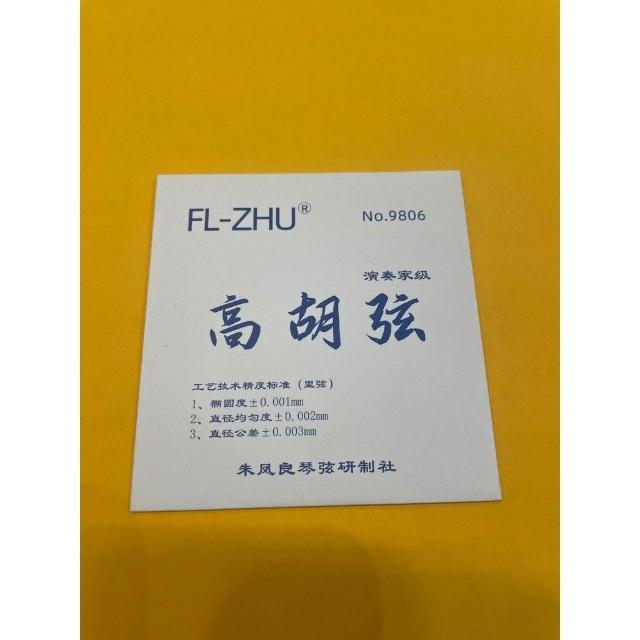 FL-ZHU® No.9806
演奏家级
高胡弦
工艺技术精度标准（里弦）
1、椭圆度±0.001mm
2、直径均匀度±0.002mm
3、直径公差±0.003mm
朱凤良琴弦研制社